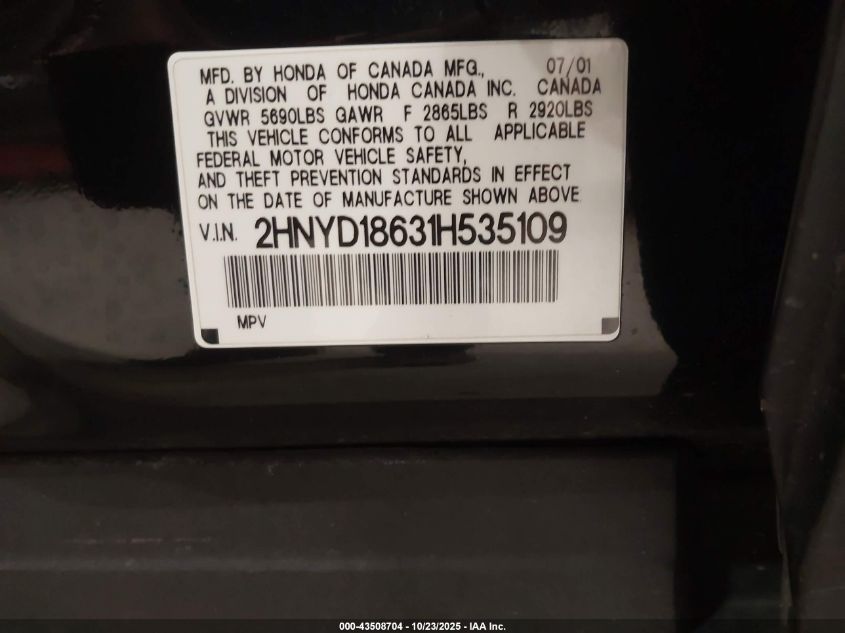 MFD. BY HONDA OF CANADA MFG., 07/01
A DIVISION OF HONDA CANADA INC. CANADA
GVWR 5690LBS GAWR F 2865LBS R 2920LBS
THIS VEHICLE CONFORMS TO ALL APPLICABLE
FEDERAL MOTOR VEHICLE SAFETY,
AND THEFT PREVENTION STANDARDS IN EFFECT
ON THE DATE OF MANUFACTURE SHOWN ABOVE.
V.I.N. 2HNYD18631H535109
MPV
000-43508704 - 10/23/2025 - IAA Inc.